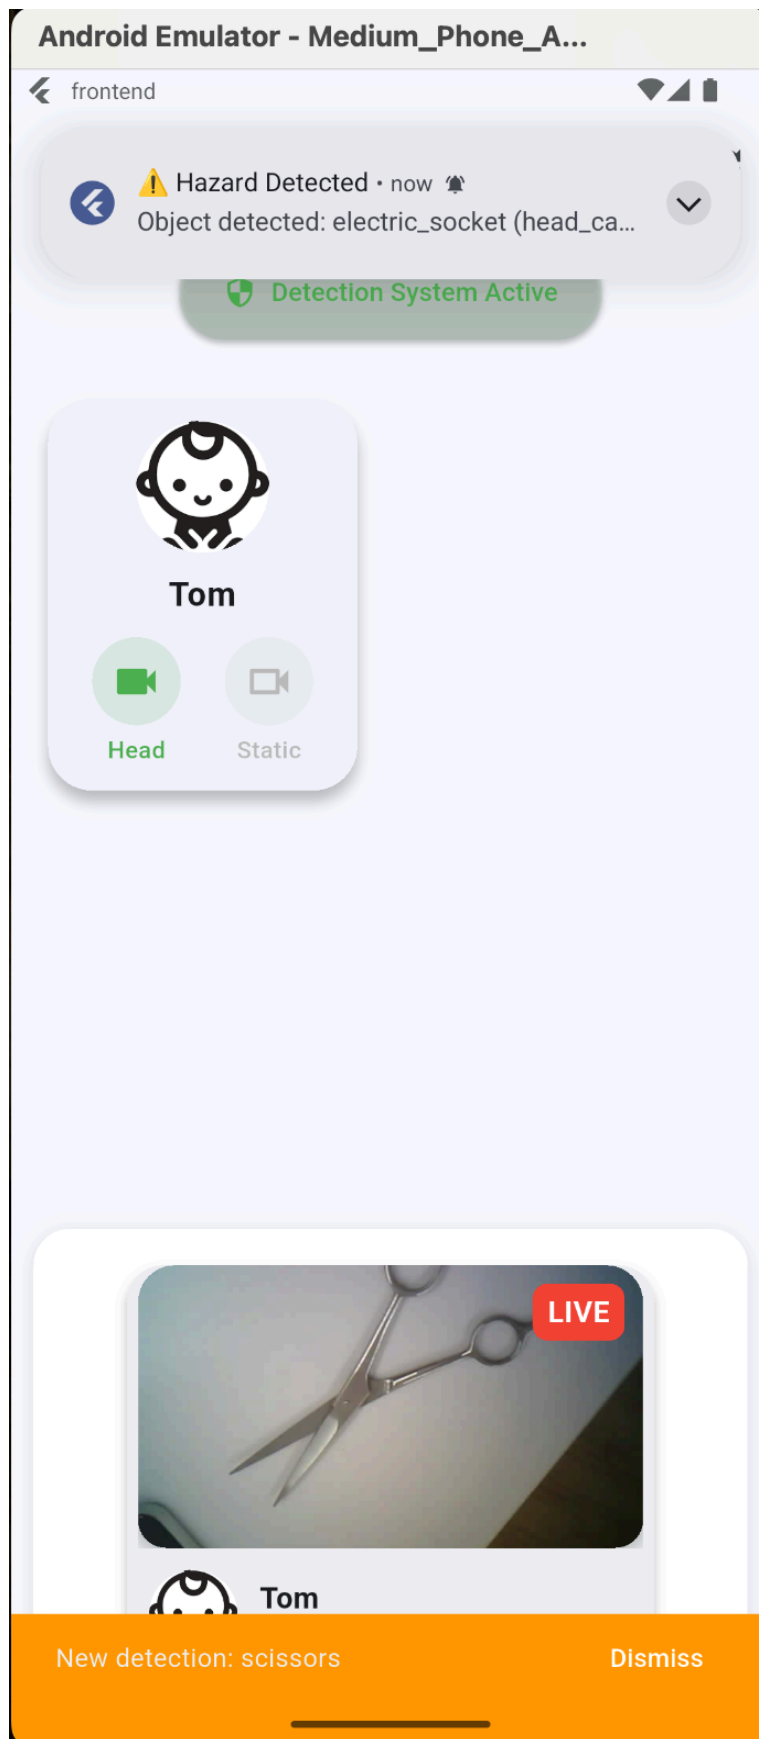 Android Emulator - Medium_Phone_A...
frontend
⚠️ Hazard Detected • now
Object detected: electric_socket (head_ca...
Detection System Active
Tom
Head Static
LIVE
Tom
New detection: scissors Dismiss